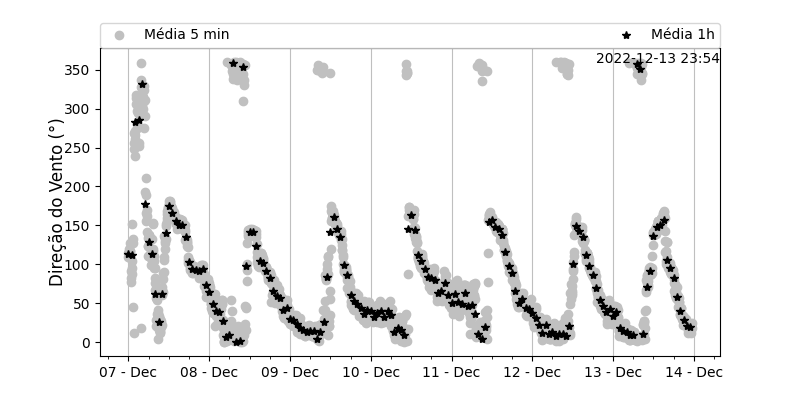 Média 5 min
Média 1h
2022-12-13 23:54
Direção do Vento (°)
350
300
250
200
150
100
50
0
07 - Dec
08 - Dec
09 - Dec
10 - Dec
11 - Dec
12 - Dec
13 - Dec
14 - Dec